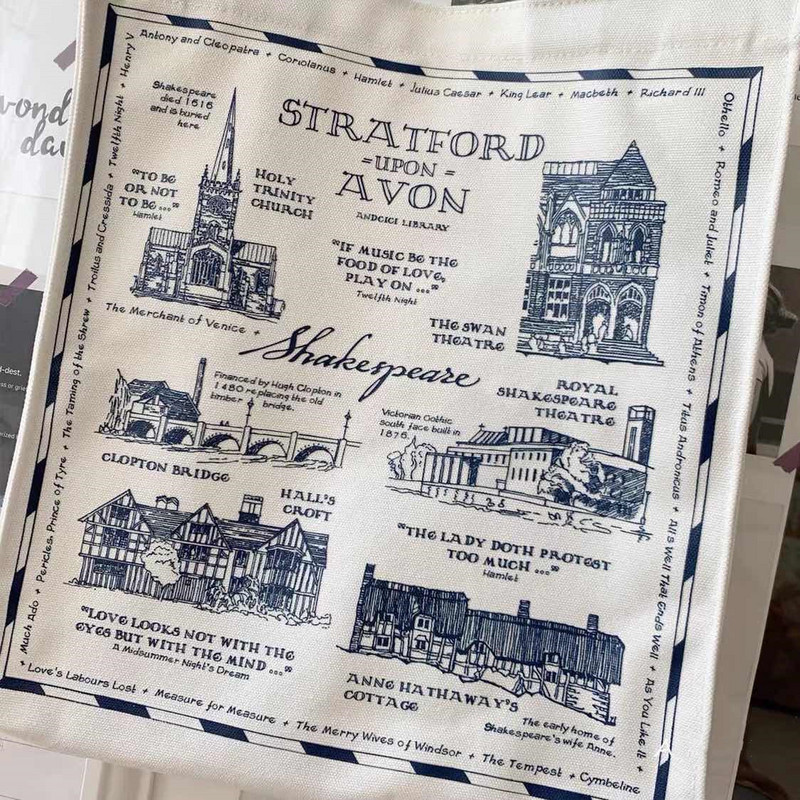 Antony and Cleopatra + Coriolanus + Hamlet + Julius Caesar + King Lear + Macbeth + Richard III
Othello + Romeo and Juliet + Timon of Athens + Titus Andronicus + All's Well That Ends Well + As You Like It +
Shakespeare
died 1616
and is buried
here
STRATFORD
=UPON=
AVON
ANDCICI LIBRARY
"TO BE
OR NOT
TO BE..."
Hamlet
HOLY
TRINITY
CHURCH
"IF MUSIC BE THE
FOOD OF LOVE,
PLAY ON..."
Twelfth Night
THE SWAN
THEATRE
The Merchant of Venice +
Shakespeare
ROYAL
SHAKESPEARE
THEATRE
Financed by Hugh Clopton in
1480 replacing the old
timber bridge.
Victorian Gothic
south face built in
1876.
CLOPTON BRIDGE
HALL'S
CROFT
"THE LADY DOTH PROTEST
TOO MUCH ..."
Hamlet
"LOVE LOOKS NOT WITH THE
EYES BUT WITH THE MIND ..."
A Midsummer Night's Dream
ANNE HATHAWAY'S
COTTAGE
The early home of
Shakespeare's wife Anne.
+ Much Ado + Pericles, Prince of Tyre + The Taming of the Shrew + Troilus and Cressida + Twelfth Night + Henry V
Love's Labours Lost + Measure for Measure + The Merry Wives of Windsor + The Tempest + Cymbeline